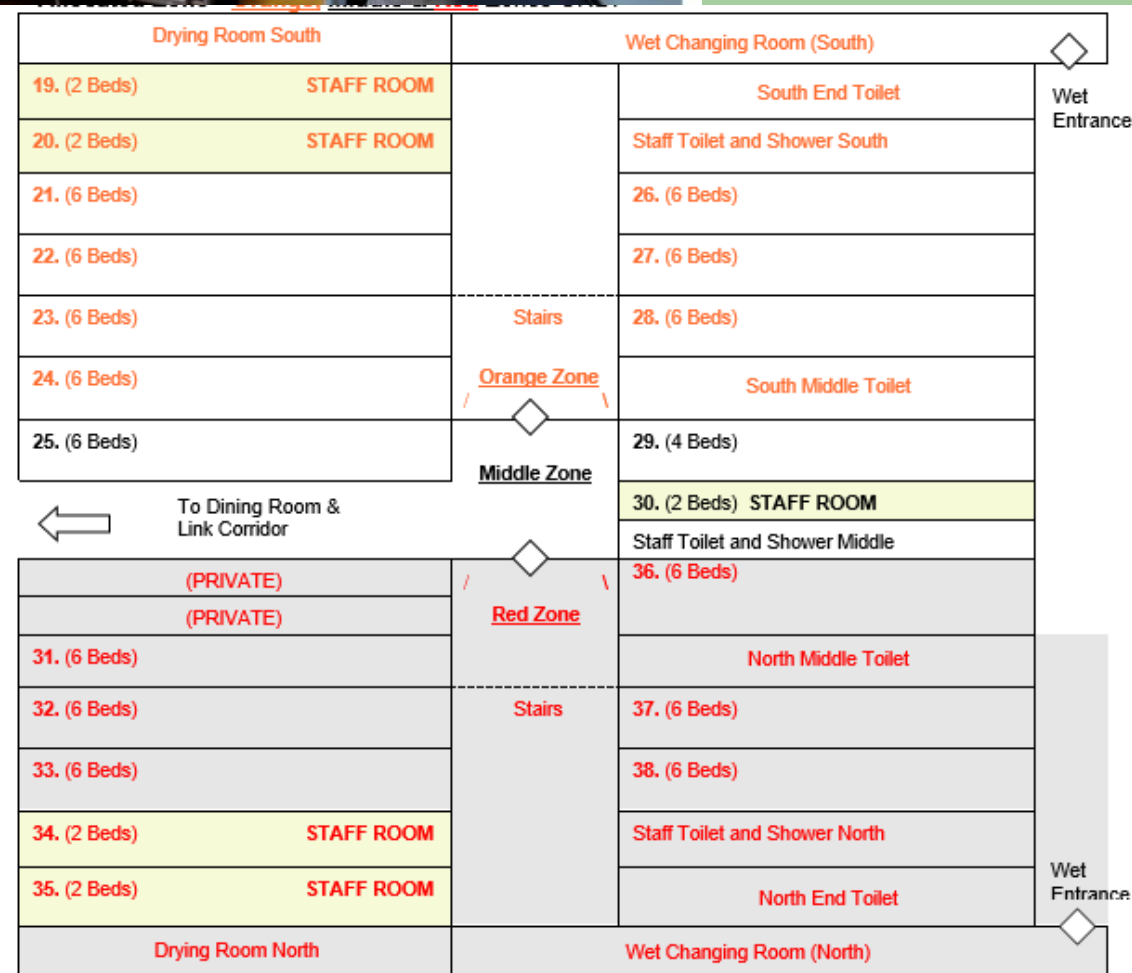 Drying Room South
Wet Changing Room (South)
19. (2 Beds) STAFF ROOM
South End Toilet
Wet
Entrance
20. (2 Beds) STAFF ROOM
Staff Toilet and Shower South
21. (6 Beds)
26. (6 Beds)
22. (6 Beds)
27. (6 Beds)
23. (6 Beds)
Stairs
28. (6 Beds)
24. (6 Beds)
Orange Zone
/ \
South Middle Toilet
25. (6 Beds)
Middle Zone
29. (4 Beds)
30. (2 Beds) STAFF ROOM
To Dining Room &
Link Corridor
Staff Toilet and Shower Middle
(PRIVATE)
/ \
36. (6 Beds)
(PRIVATE)
Red Zone
31. (6 Beds)
North Middle Toilet
32. (6 Beds)
Stairs
37. (6 Beds)
33. (6 Beds)
38. (6 Beds)
34. (2 Beds) STAFF ROOM
Staff Toilet and Shower North
35. (2 Beds) STAFF ROOM
North End Toilet
Wet
Entrance
Drying Room North
Wet Changing Room (North)